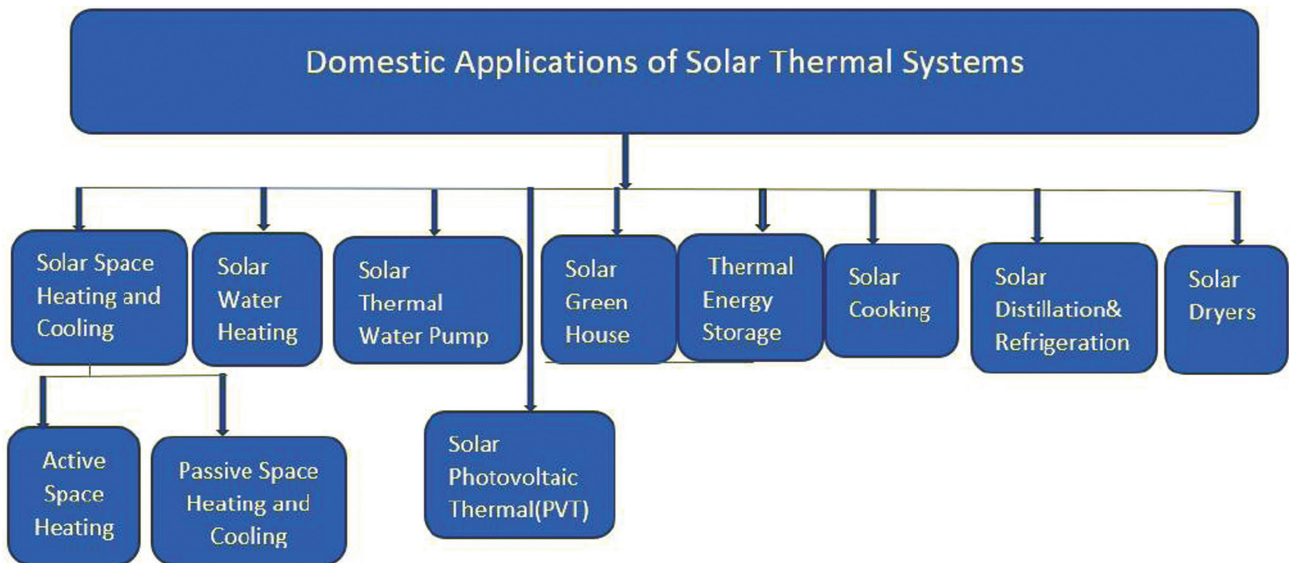 Domestic Applications of Solar Thermal Systems
Solar Space
Heating and
Cooling
Solar
Water
Heating
Solar
Thermal
Water Pump
Solar
Green
House
Thermal
Energy
Storage
Solar
Cooking
Solar
Distillation&
Refrigeration
Solar
Dryers
Active
Space
Heating
Passive Space
Heating and
Cooling
Solar
Photovoltaic
Thermal(PVT)